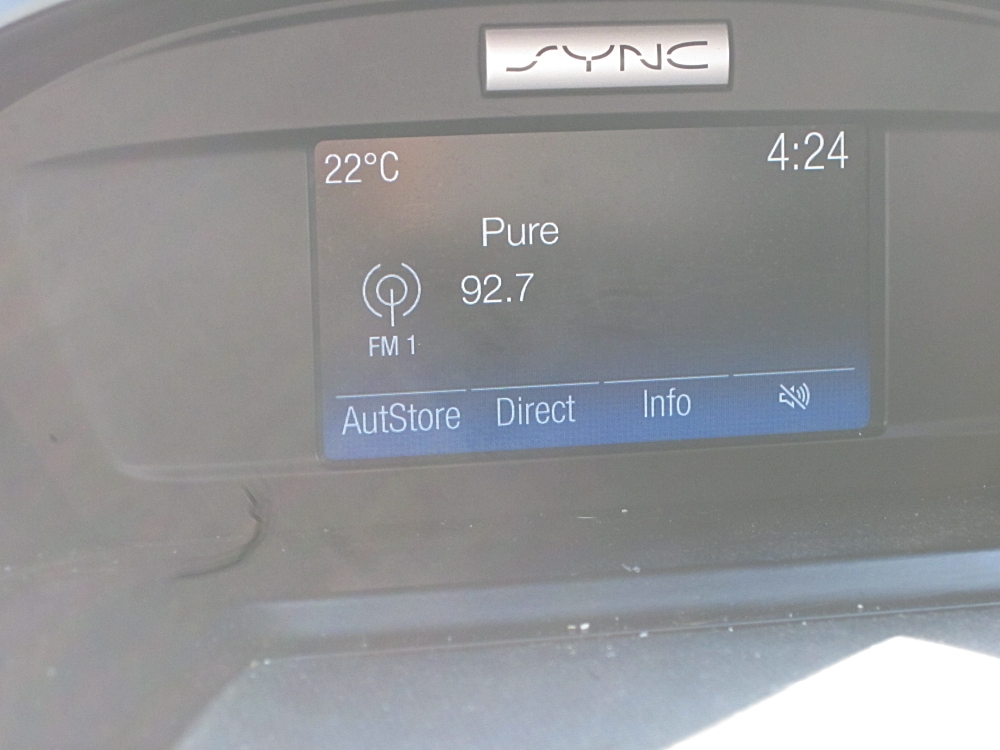 SYNC
22°C 4:24
Pure
92.7
FM 1
AutStore Direct Info